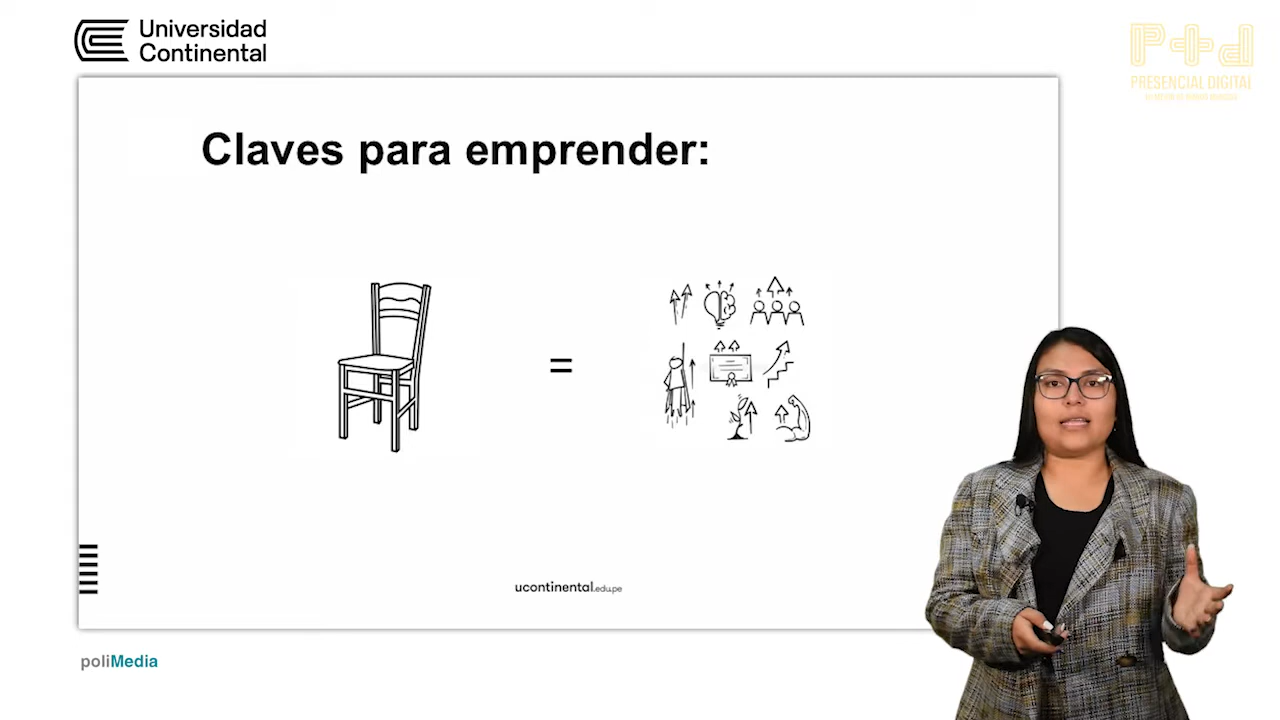 Universidad
Continental
P+d
PRESENCIAL DIGITAL
Claves para emprender:
=
ucontinental.edu.pe
poliMedia